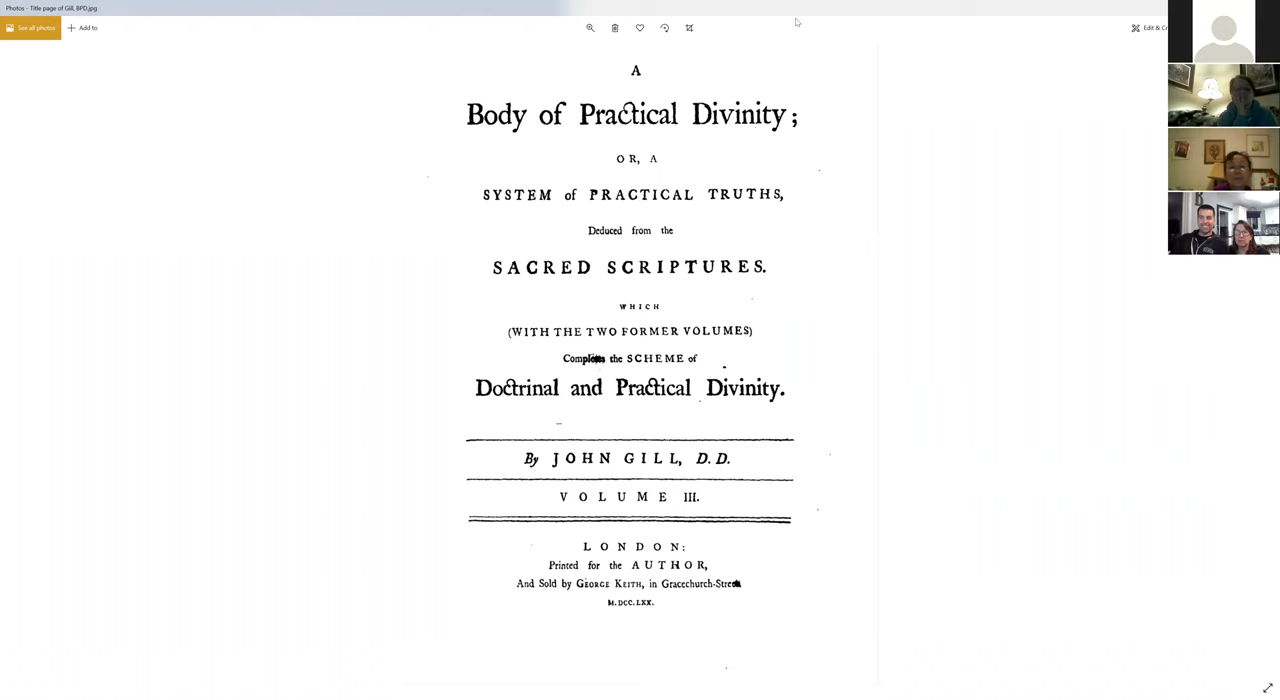 Photos - Title page of Gill, BPD.jpg
See all photos
Add to
Edit & Cr
A
Body of Practical Divinity;
OR, A
SYSTEM of PRACTICAL TRUTHS,
Deduced from the
SACRED SCRIPTURES.
WHICH
(WITH THE TWO FORMER VOLUMES)
the SCHEME of
Doctrinal and Practical Divinity.
By JOHN GILL, D. D.
VOLUME III.
LONDON:
Printed for the AUTHOR,
And Sold by GEORGE KEITH, in Gracechurch-Street
M.DCC.LXX.